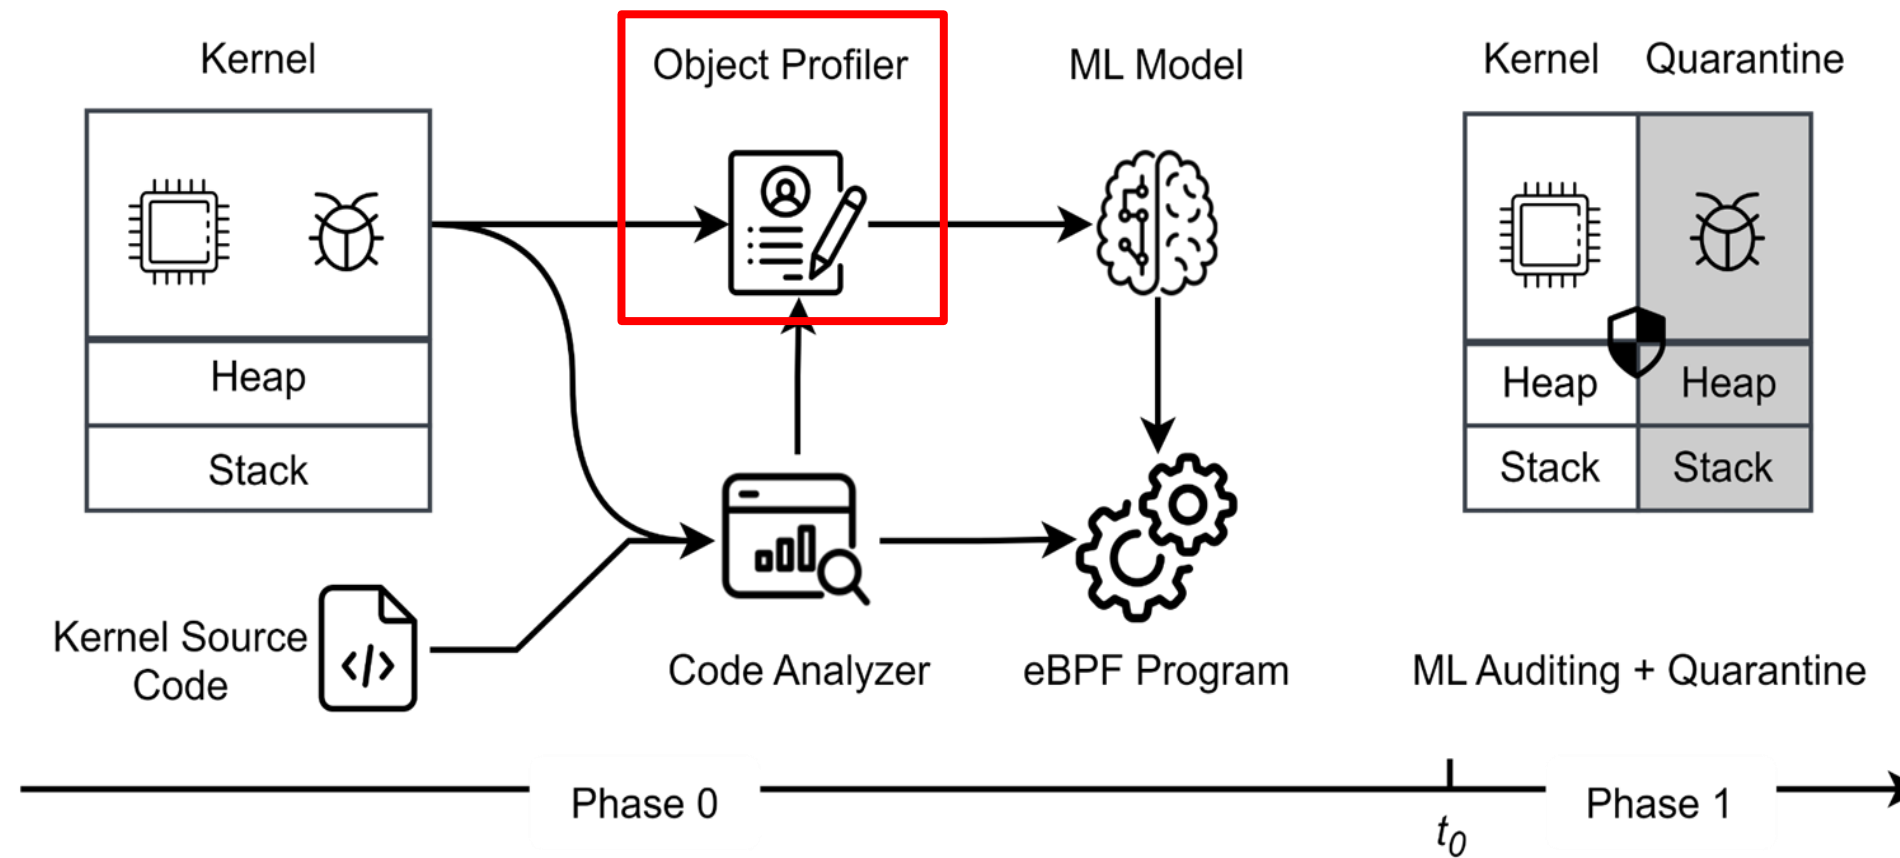 Kernel
Object Profiler
ML Model
Kernel
Quarantine
Heap
Stack
Heap
Heap
Stack
Stack
</>
Kernel Source
Code
Code Analyzer
eBPF Program
ML Auditing + Quarantine
Phase 0
t0
Phase 1